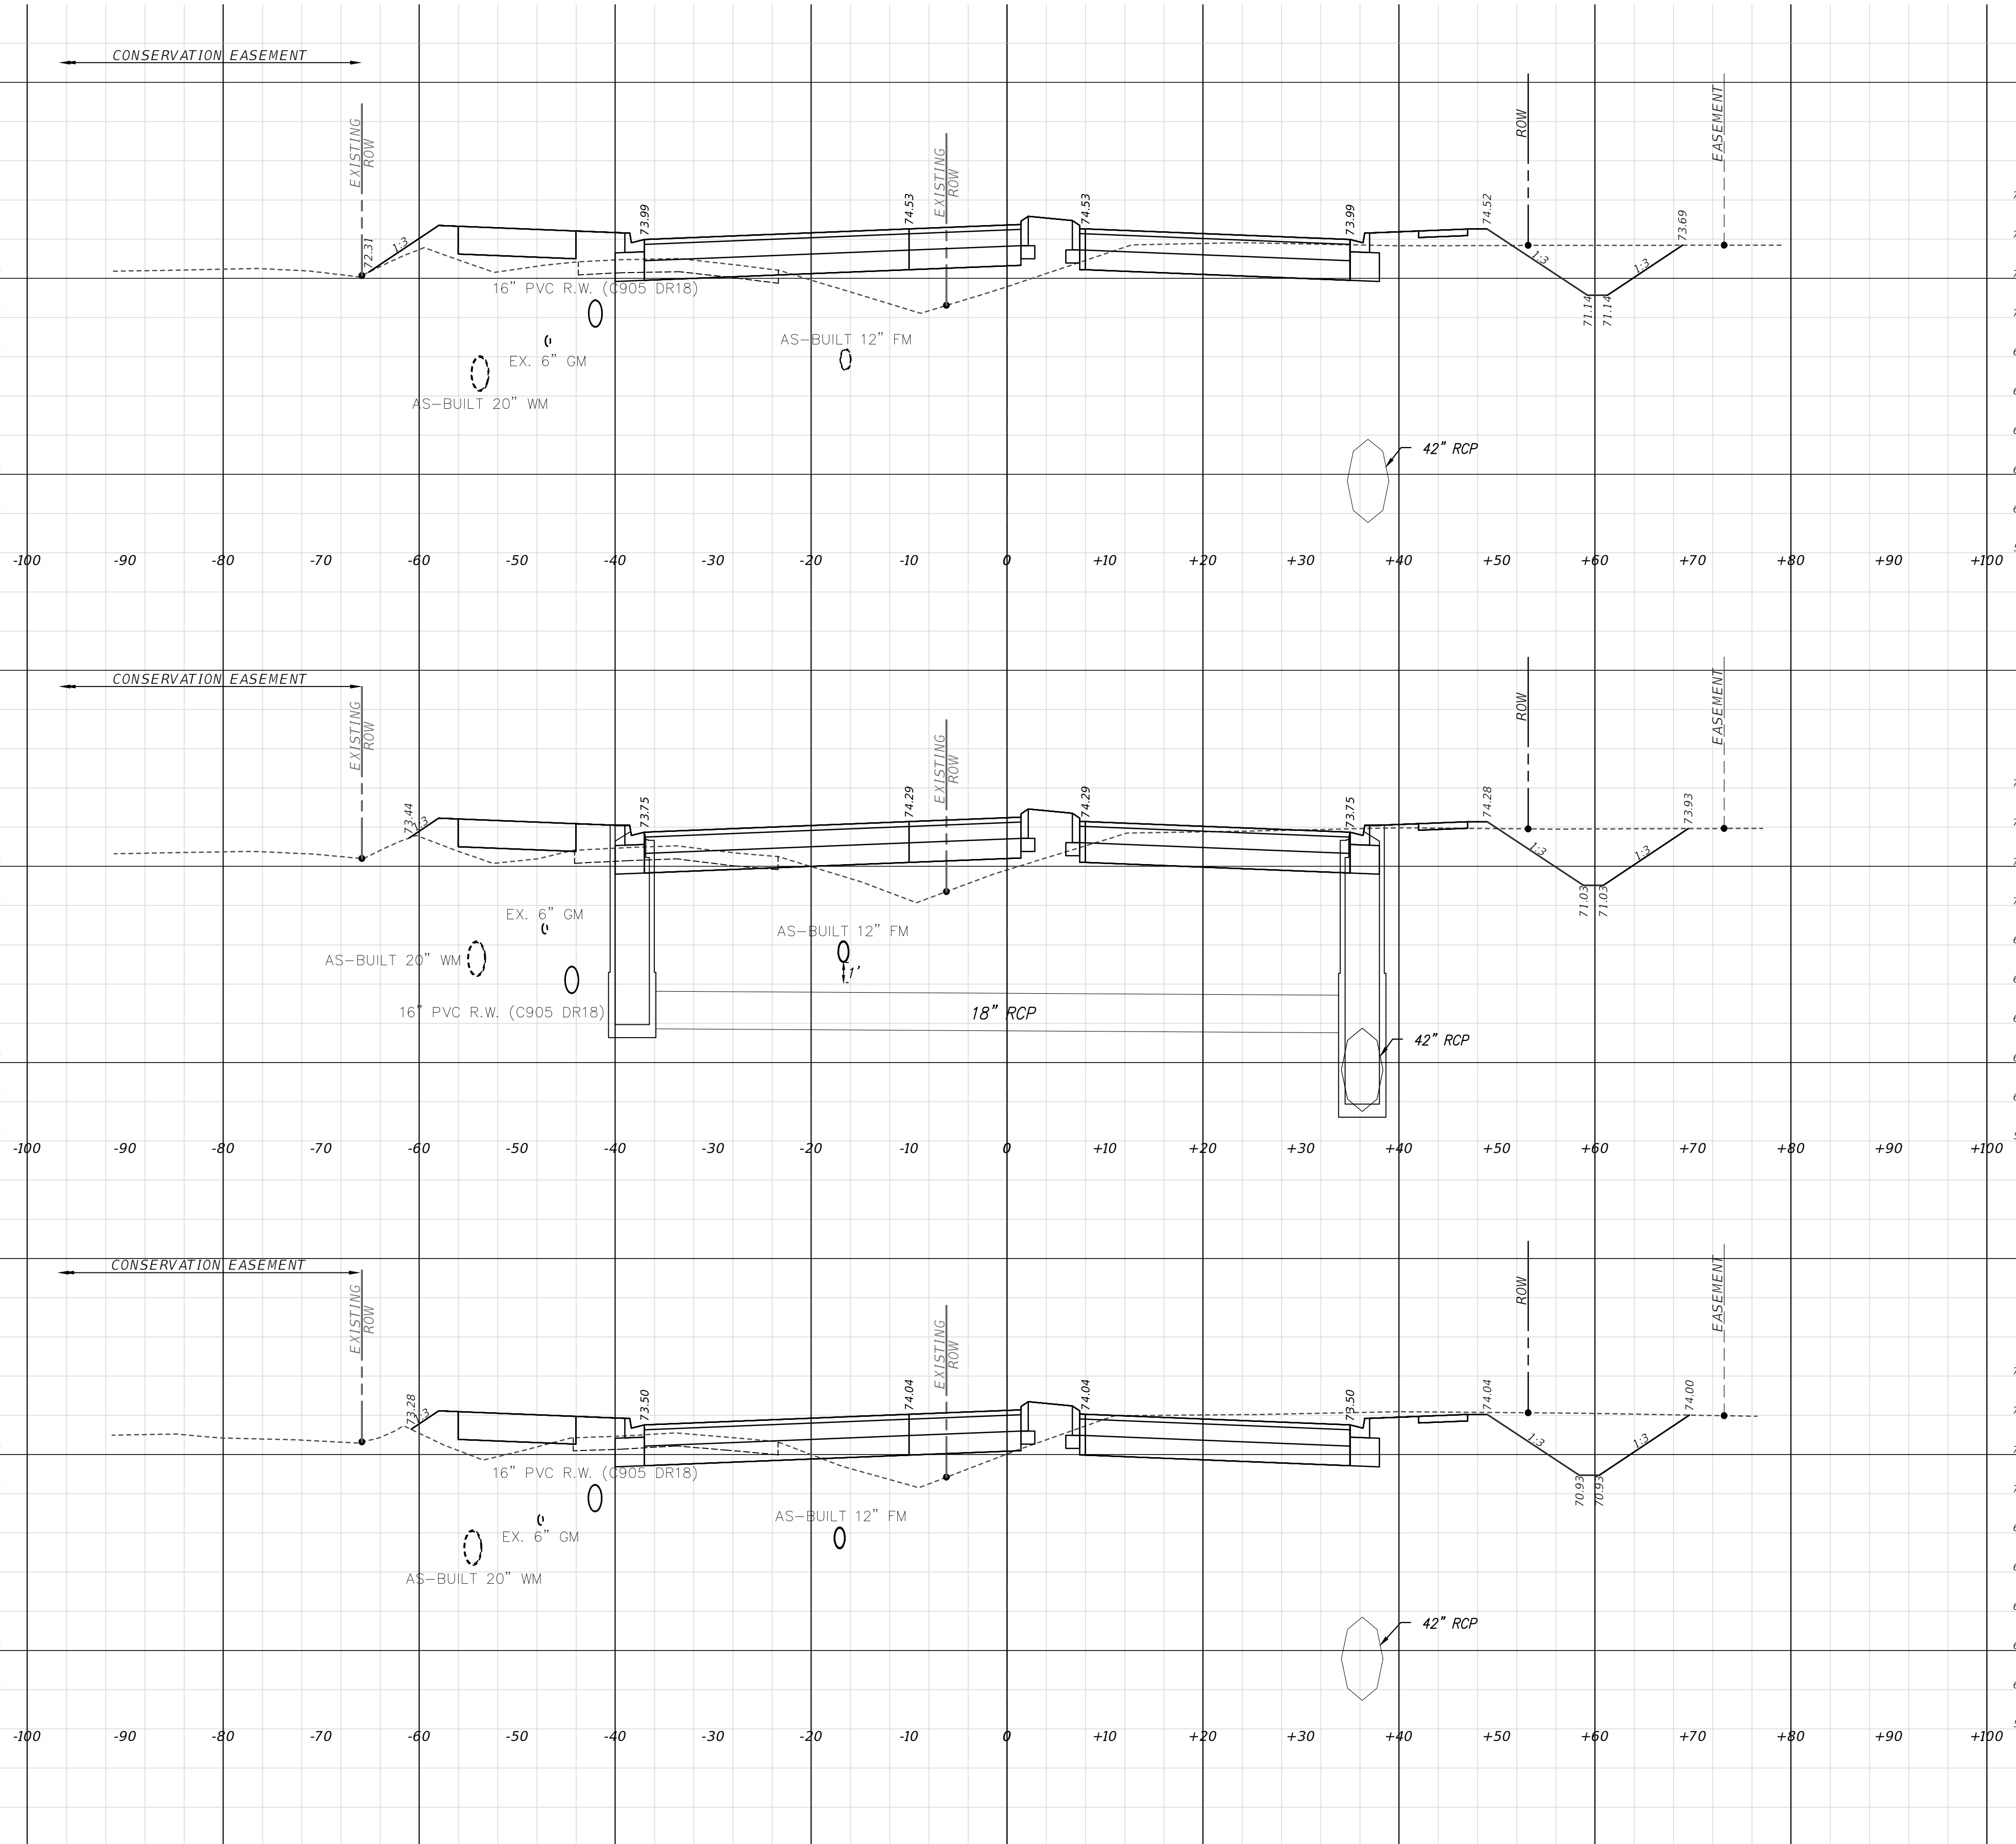 CONSERVATION EASEMENT
EXISTING
ROW
EXISTING
ROW
ROW
EASEMENT
72.31
1:3
73.99
74.53
74.53
73.99
74.52
1:3
71.14
71.14
1:3
73.69
16" PVC R.W. (C905 DR18)
EX. 6" GM
AS-BUILT 20" WM
AS-BUILT 12" FM
42" RCP
-100 -90 -80 -70 -60 -50 -40 -30 -20 -10 0 +10 +20 +30 +40 +50 +60 +70 +80 +90 +100
CONSERVATION EASEMENT
EXISTING
ROW
EXISTING
ROW
ROW
EASEMENT
73.44
1:3
73.75
74.29
74.29
73.75
74.28
1:3
71.03
71.03
1:3
73.93
EX. 6" GM
AS-BUILT 20" WM
16" PVC R.W. (C905 DR18)
AS-BUILT 12" FM
1'
18" RCP
42" RCP
-100 -90 -80 -70 -60 -50 -40 -30 -20 -10 0 +10 +20 +30 +40 +50 +60 +70 +80 +90 +100
CONSERVATION EASEMENT
EXISTING
ROW
EXISTING
ROW
ROW
EASEMENT
73.28
1:3
73.50
74.04
74.04
73.50
74.04
1:3
70.93
70.93
1:3
74.00
16" PVC R.W. (C905 DR18)
EX. 6" GM
AS-BUILT 20" WM
AS-BUILT 12" FM
42" RCP
-100 -90 -80 -70 -60 -50 -40 -30 -20 -10 0 +10 +20 +30 +40 +50 +60 +70 +80 +90 +100